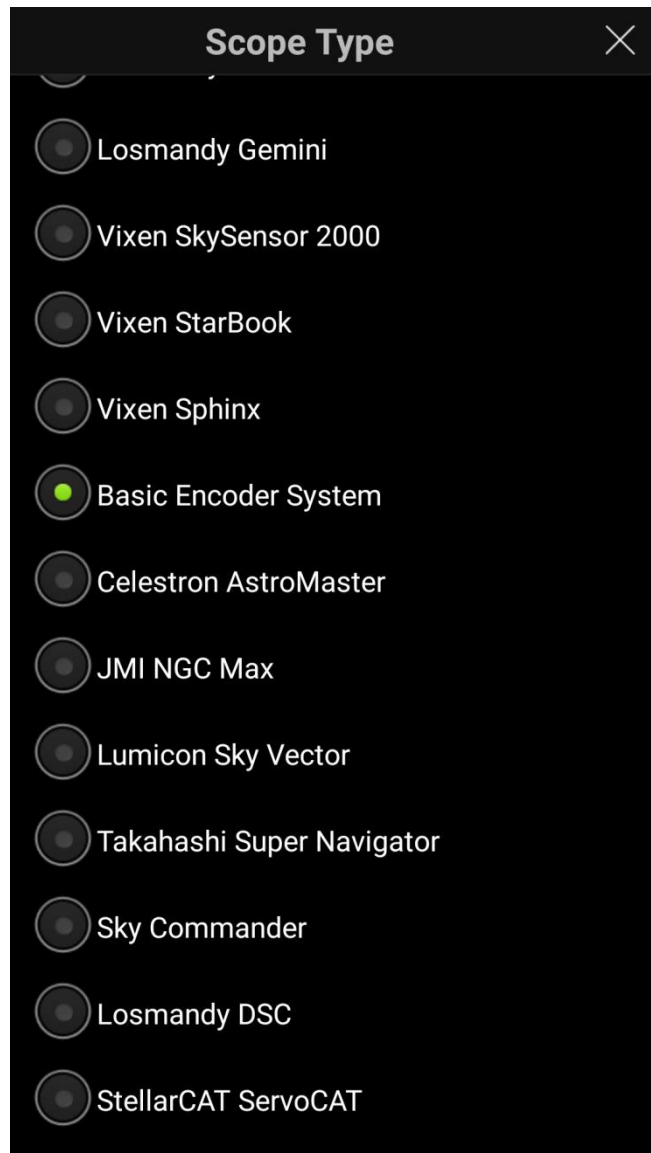 Scope Type
Losmandy Gemini
Vixen SkySensor 2000
Vixen StarBook
Vixen Sphinx
Basic Encoder System
Celestron AstroMaster
JMI NGC Max
Lumicon Sky Vector
Takahashi Super Navigator
Sky Commander
Losmandy DSC
StellarCAT ServoCAT